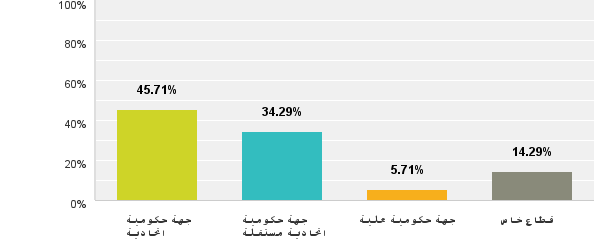 100%
80%
60%
40%
20%
0%
45.71%
34.29%
5.71%
14.29%
جهة حكومية
اتحادية
جهة حكومية
اتحادية مستقلة
جهة حكومية محلية
قطاع خاص